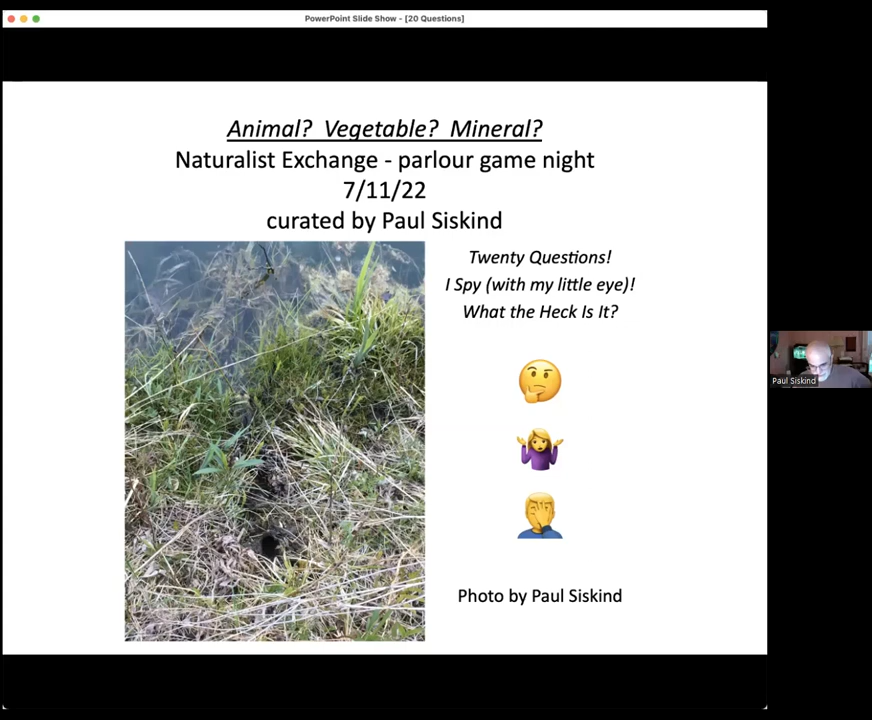 PowerPoint Slide Show - [20 Questions]
Animal? Vegetable? Mineral?
Naturalist Exchange - parlour game night
7/11/22
curated by Paul Siskind
Twenty Questions!
I Spy (with my little eye)!
What the Heck Is It?
Paul Siskind
Photo by Paul Siskind